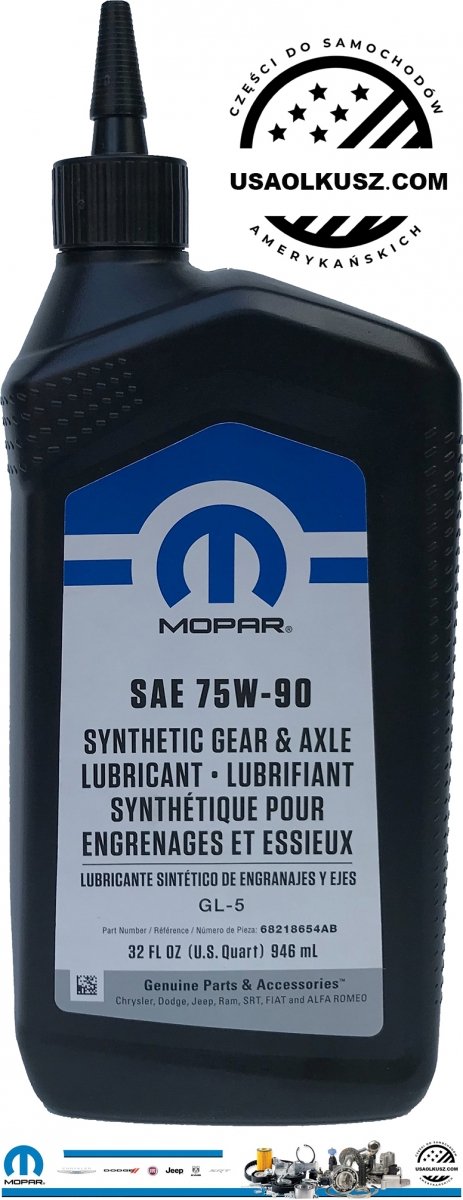 CZĘŚCI DO SAMOCHODÓW
USAOLKUSZ.COM
AMERYKAŃSKICH
MOPAR®
SAE 75W-90
SYNTHETIC GEAR & AXLE
LUBRICANT • LUBRIFIANT
SYNTHÉTIQUE POUR
ENGRENAGES ET ESSIEUX
LUBRICANTE SINTÉTICO DE ENGRANAJES Y EJES
GL-5
Part Number / Référence / Número de Pieza: 68218654AB
32 FL OZ (U.S. Quart) 946 mL
Genuine Parts & Accessories™
Chrysler, Dodge, Jeep, Ram, SRT, FIAT and ALFA ROMEO
MOPAR
DODGE
FIAT
Jeep
RAM
SRT
USAOLKUSZ.COM